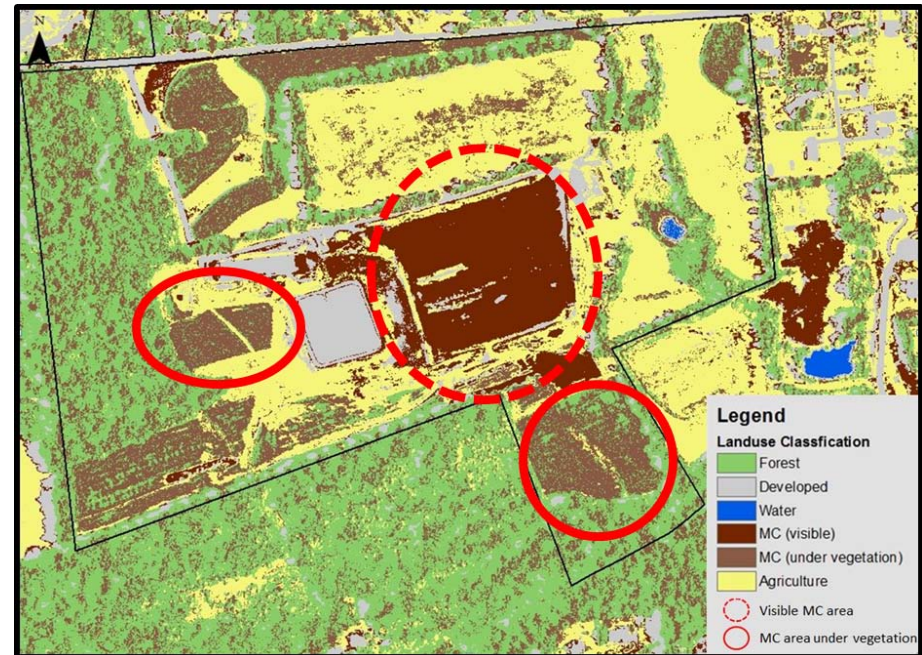 N
Legend
Landuse Classfication
Forest
Developed
Water
MC (visible)
MC (under vegetation)
Agriculture
Visible MC area
MC area under vegetation